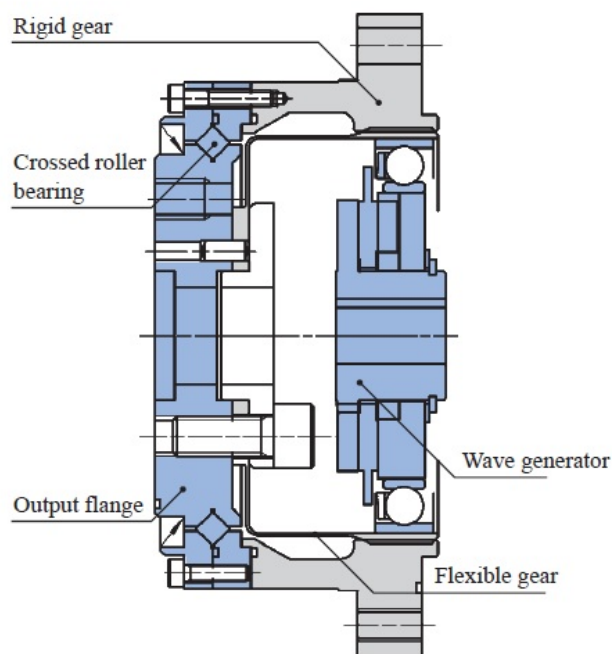 Rigid gear
Crossed roller
bearing
Wave generator
Output flange
Flexible gear